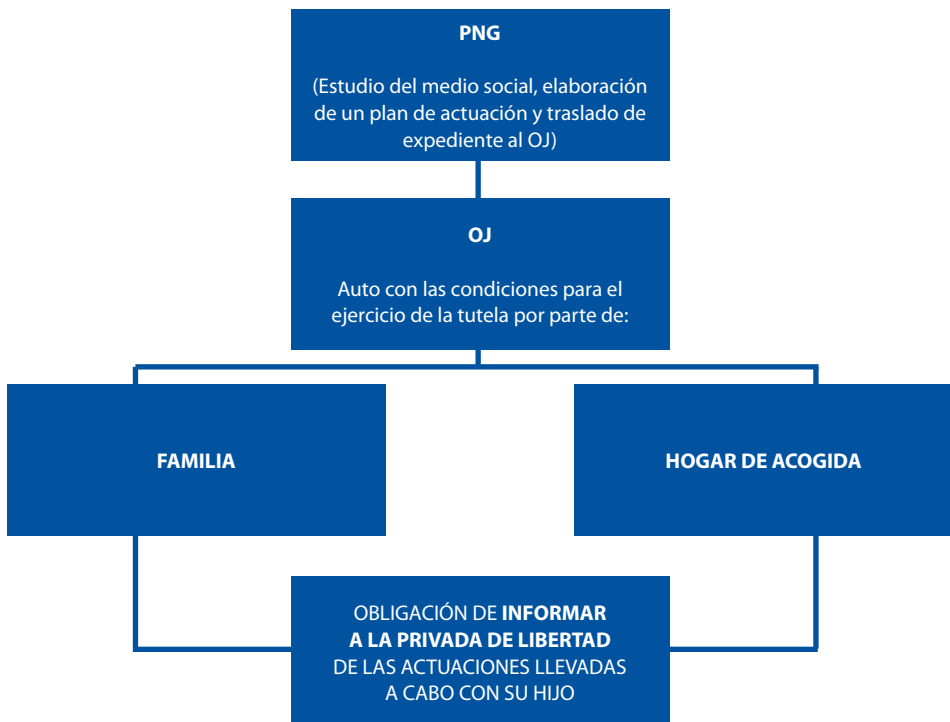 PNG
(Estudio del medio social, elaboración
de un plan de actuación y traslado de
expediente al OJ)
OJ
Auto con las condiciones para el
ejercicio de la tutela por parte de:
FAMILIA
HOGAR DE ACOGIDA
OBLIGACIÓN DE INFORMAR
A LA PRIVADA DE LIBERTAD
DE LAS ACTUACIONES LLEVADAS
A CABO CON SU HIJO